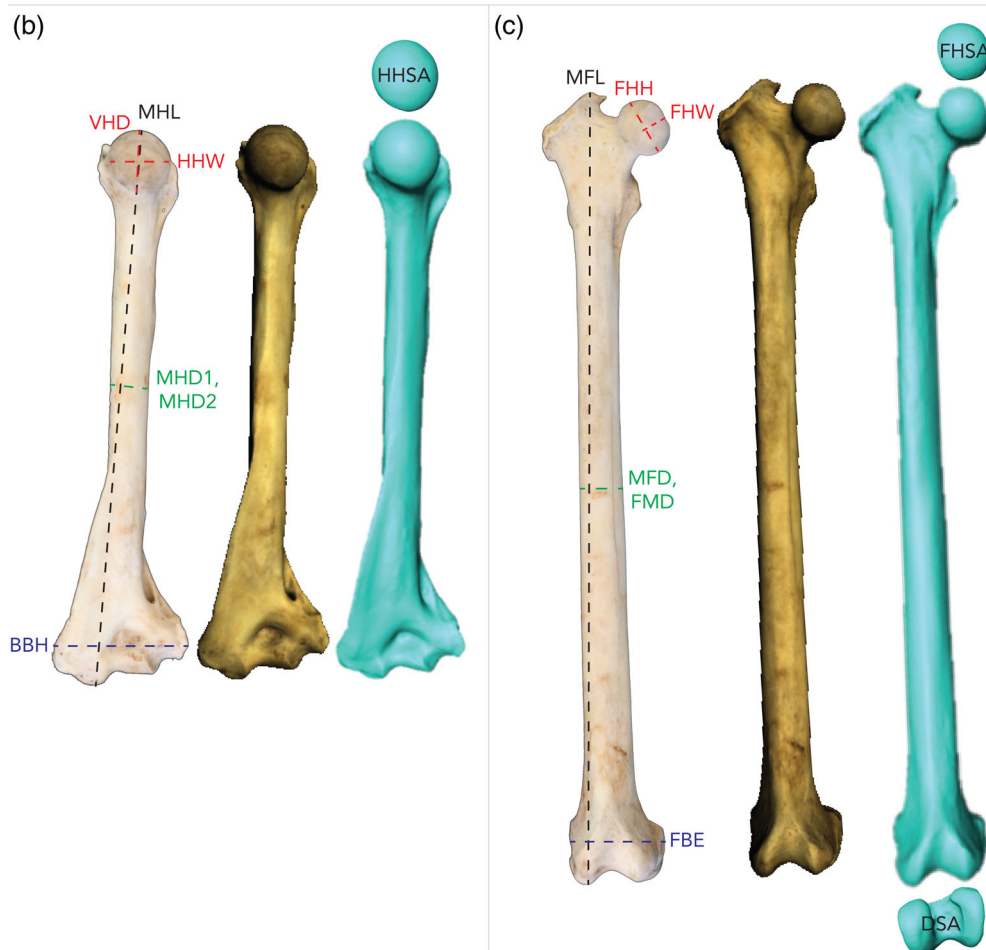 (b)
HHSA
MHL
VHD
HHW
MHD1,
MHD2
BBH
(c)
FHSA
MFL
FHH
FHW
MFD,
FMD
FBE
DSA